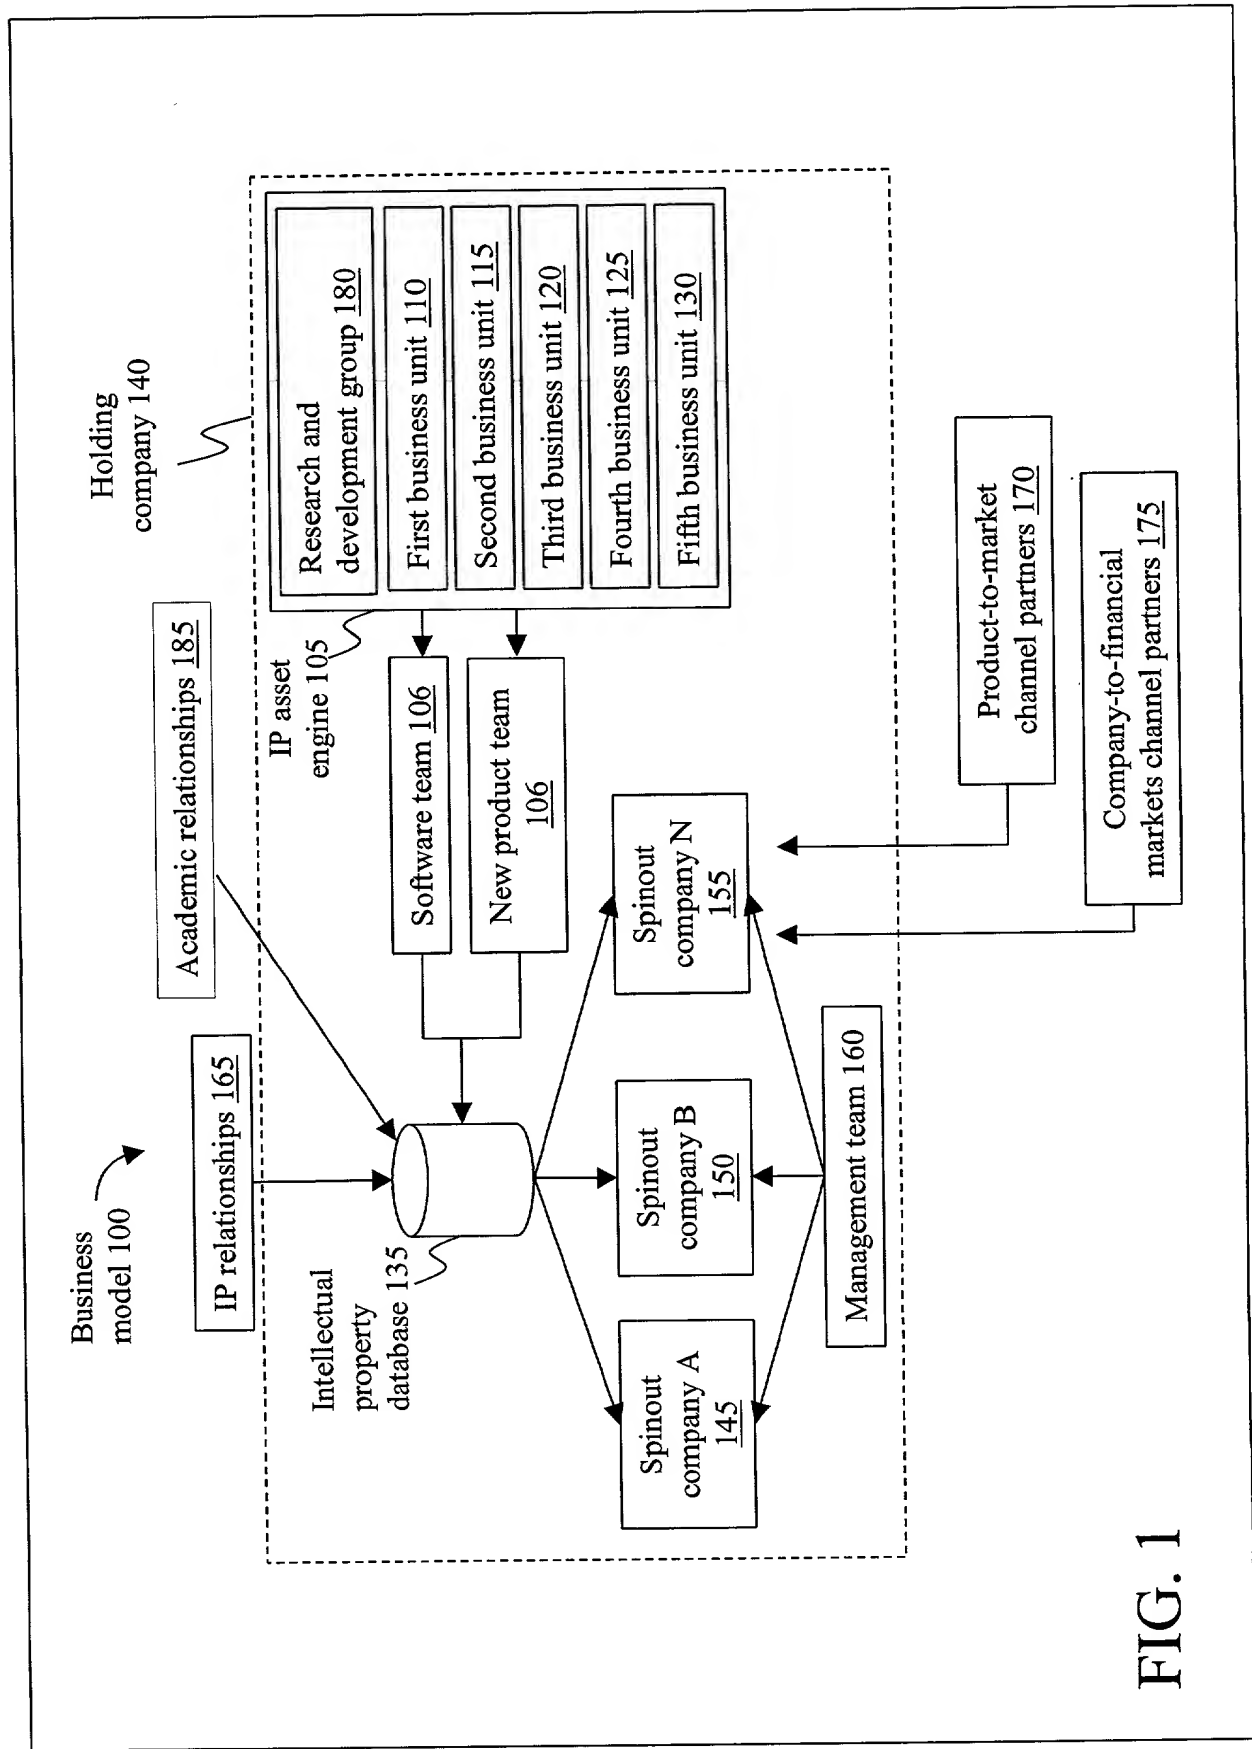 Business
model 100
Holding
company 140
IP relationships 165
Academic relationships 185
Intellectual
property
database 135
IP asset
engine 105
Research and
development group 180
First business unit 110
Second business unit 115
Third business unit 120
Fourth business unit 125
Fifth business unit 130
Software team 106
New product team
106
Spinout
company A
145
Spinout
company B
150
Spinout
company N
155
Management team 160
Product-to-market
channel partners 170
Company-to-financial
markets channel partners 175
FIG. 1